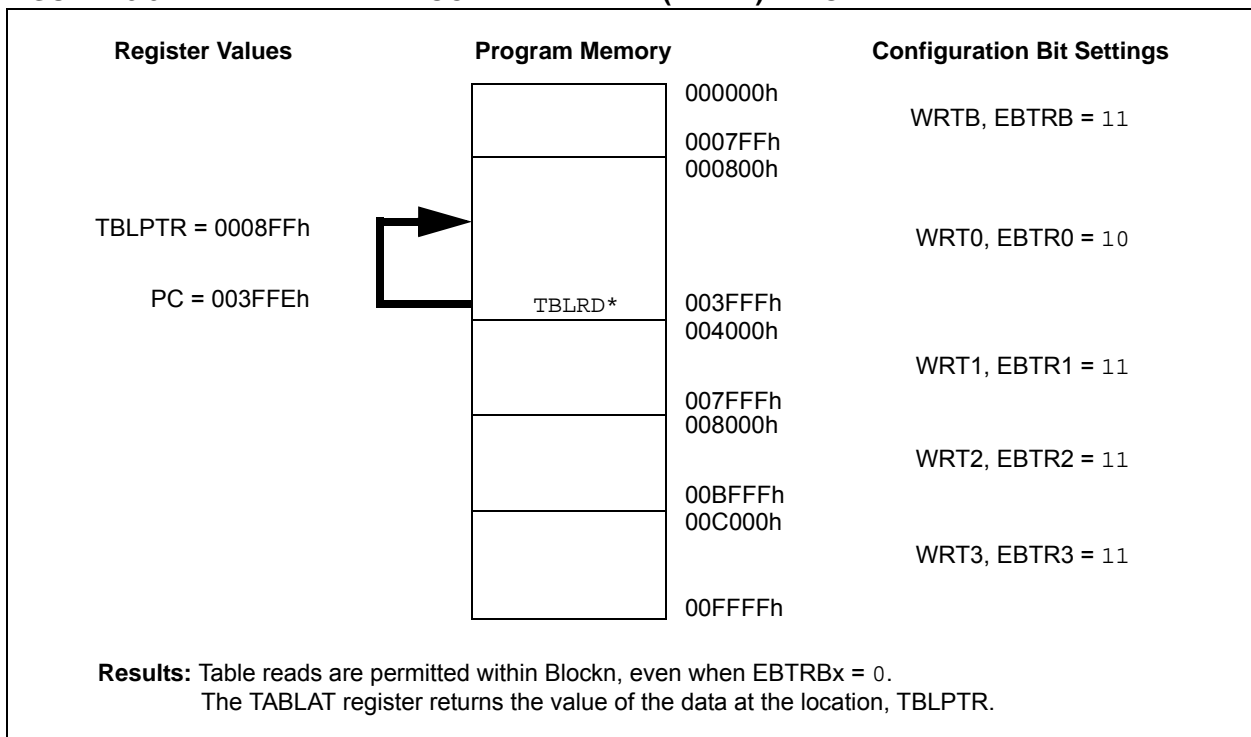 Register Values Program Memory Configuration Bit Settings
000000h
WRTB, EBTRB = 11
0007FFh
000800h
TBLPTR = 0008FFh
WRT0, EBTR0 = 10
PC = 003FFEh
TBLRD*
003FFFh
004000h
WRT1, EBTR1 = 11
007FFFh
008000h
WRT2, EBTR2 = 11
00BFFFh
00C000h
WRT3, EBTR3 = 11
00FFFFh
Results: Table reads are permitted within Blockn, even when EBTRBx = 0.
The TABLAT register returns the value of the data at the location, TBLPTR.